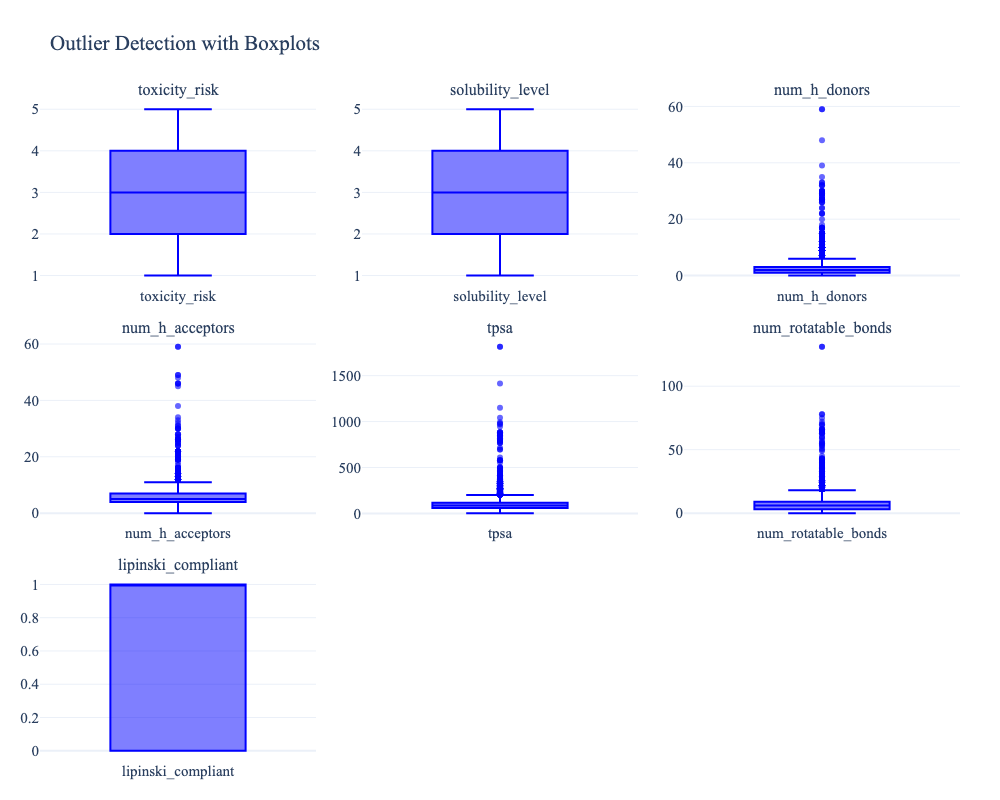 Outlier Detection with Boxplots
toxicity_risk
solubility_level
num_h_donors
5
4
3
2
1
5
4
3
2
1
60
40
20
0
toxicity_risk
solubility_level
num_h_donors
num_h_acceptors
tpsa
num_rotatable_bonds
60
40
20
0
1500
1000
500
0
100
50
0
num_h_acceptors
tpsa
num_rotatable_bonds
lipinski_compliant
1
0.8
0.6
0.4
0.2
0
lipinski_compliant